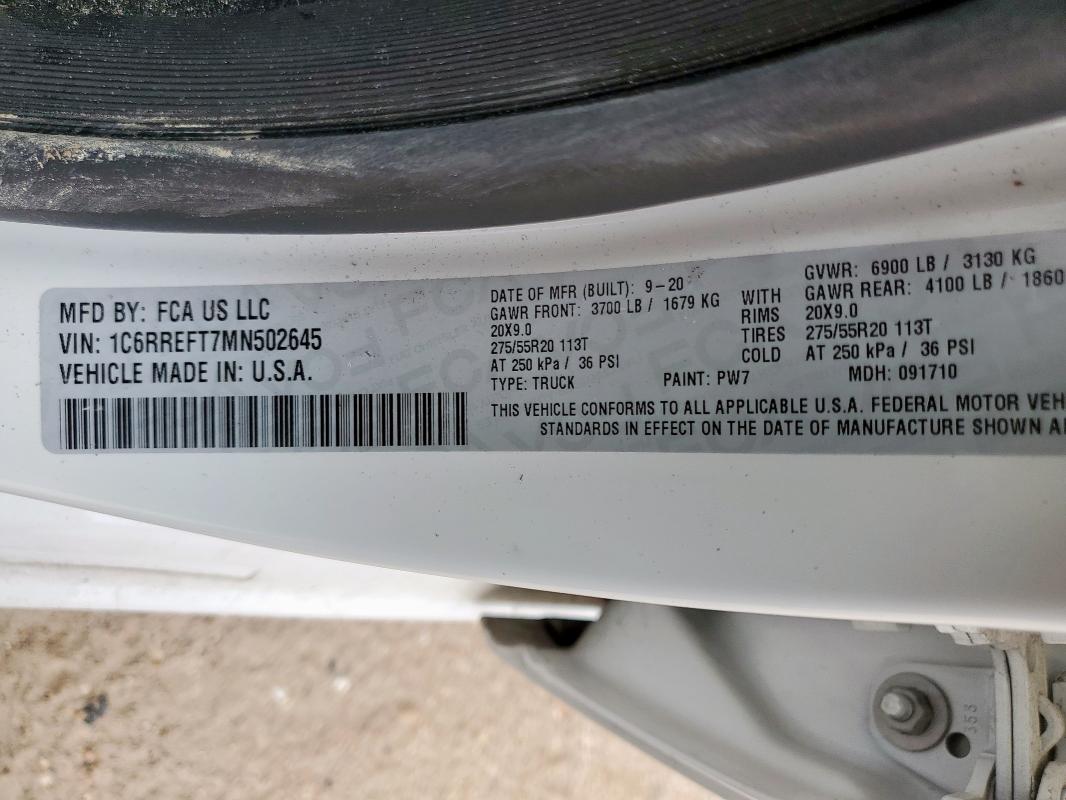 MFD BY: FCA US LLC
VIN: 1C6RREFT7MN502645
VEHICLE MADE IN: U.S.A.
DATE OF MFR (BUILT): 9-20 GVWR: 6900 LB / 3130 KG
GAWR FRONT: 3700 LB / 1679 KG WITH GAWR REAR: 4100 LB / 1860
20X9.0 RIMS 20X9.0
275/55R20 113T TIRES 275/55R20 113T
AT 250 kPa / 36 PSI COLD AT 250 kPa / 36 PSI
TYPE: TRUCK PAINT: PW7 MDH: 091710
THIS VEHICLE CONFORMS TO ALL APPLICABLE U.S.A. FEDERAL MOTOR VEH
STANDARDS IN EFFECT ON THE DATE OF MANUFACTURE SHOWN A
353